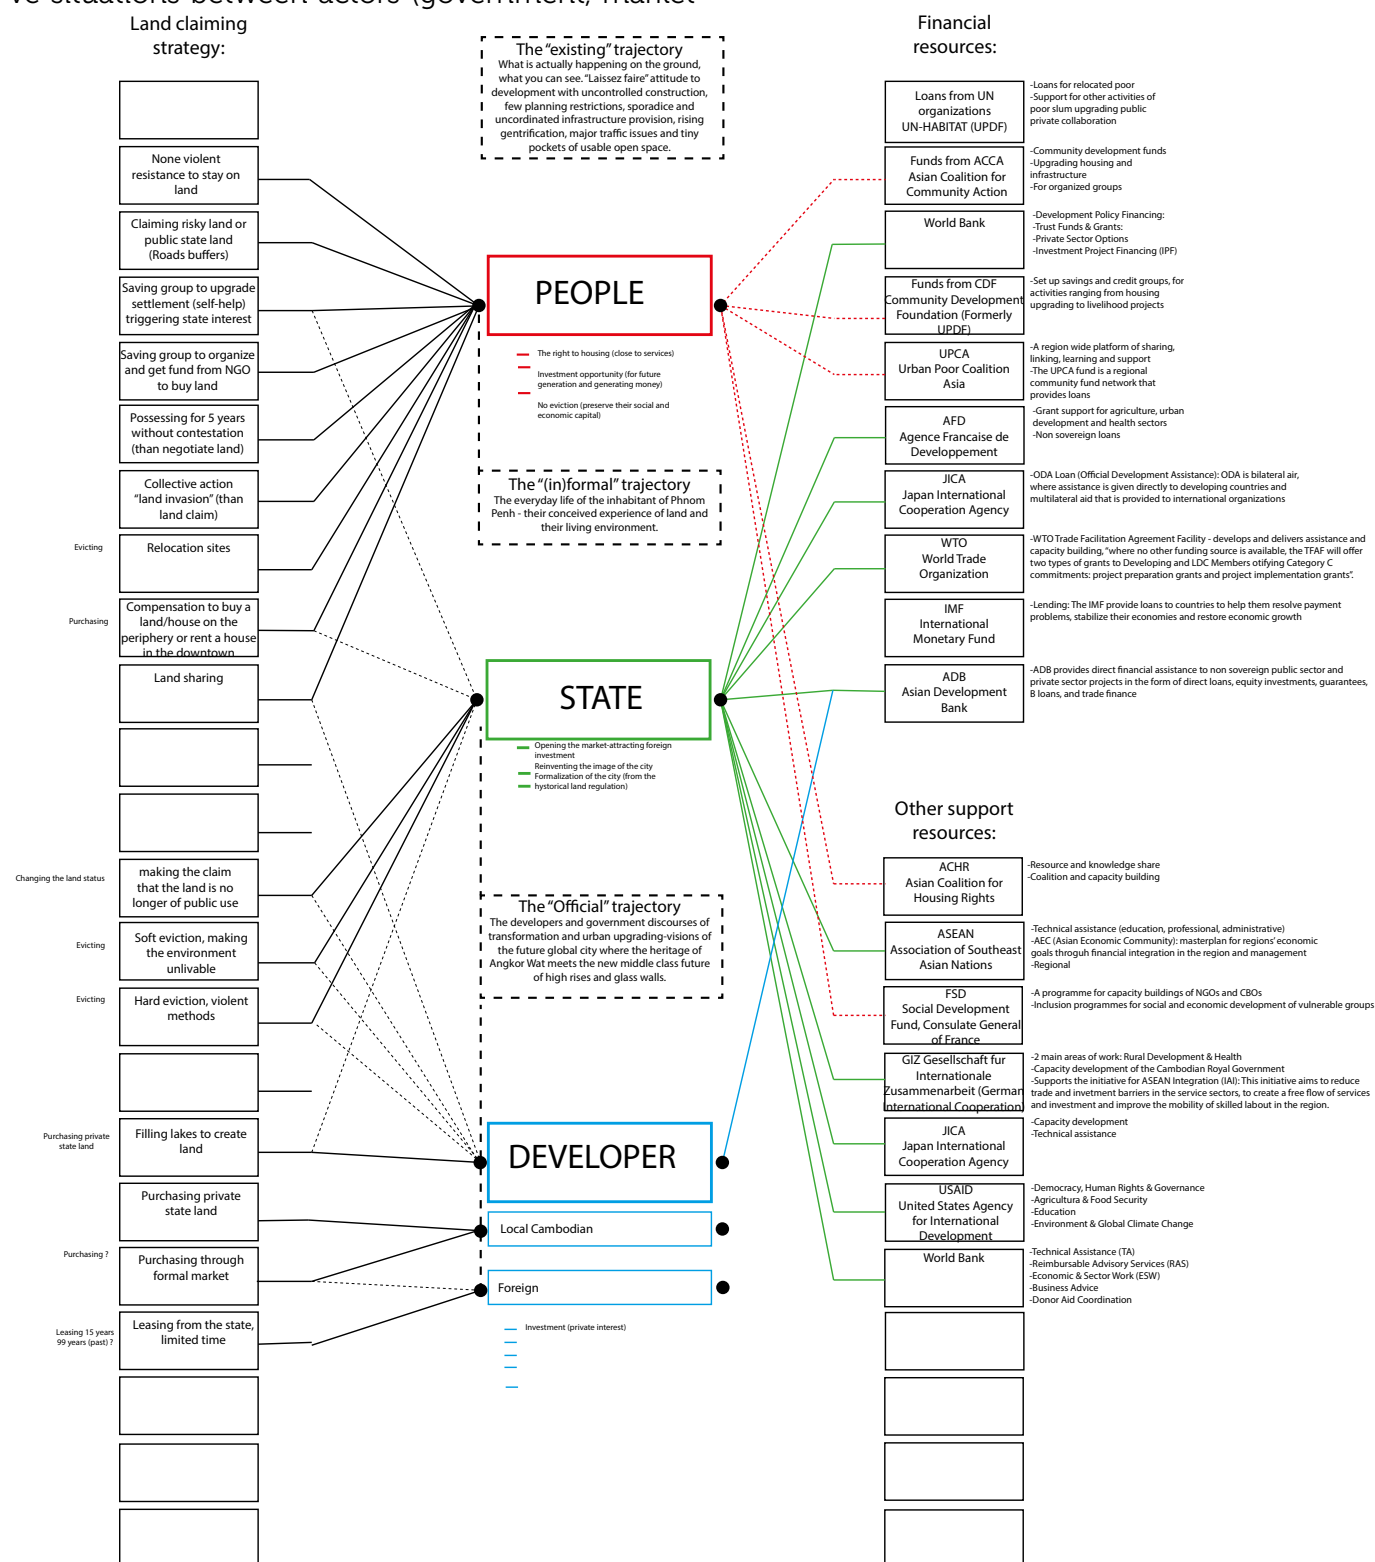 ve situations between actors (government, market
Land claiming
strategy:
None violent
resistance to stay on
land
Claiming risky land or
public state land
(Roads buffers)
Saving group to upgrade
settlement (self-help)
triggering state interest
Saving group to organize
and get fund from NGO
to buy land
Possessing for 5 years
without contestation
(than negotiate land)
Collective action
“land invasion” (than
land claim)
Evicting
Relocation sites
Purchasing
Compensation to buy a
land/house on the
periphery or rent a house
in the downtown
Land sharing
Changing the land status
making the claim
that the land is no
longer of public use
Evicting
Soft eviction, making
the environment
unlivable
Evicting
Hard eviction, violent
methods
Purchasing private
state land
Filling lakes to create
land
Purchasing private
state land
Purchasing ?
Purchasing through
formal market
Leasing 15 years
99 years (past) ?
Leasing from the state,
limited time
The “existing” trajectory
What is actually happening on the ground,
what you can see. “Laissez faire” attitude to
development with uncontrolled construction,
few planning restrictions, sporadice and
uncordinated infrastructure provision, rising
gentrification, major traffic issues and tiny
pockets of usable open space.
PEOPLE
The right to housing (close to services)
Investment opportunity (for future
generation and generating money)
No eviction (preserve their social and
economic capital)
The “(in)formal” trajectory
The everyday life of the inhabitant of Phnom
Penh - their conceived experience of land and
their living environment.
STATE
Opening the market-attracting foreign
investment
Reinventing the image of the city
Formalization of the city (from the
hystorical land regulation)
The “Official” trajectory
The developers and government discourses of
transformation and urban upgrading-visions of
the future global city where the heritage of
Angkor Wat meets the new middle class future
of high rises and glass walls.
DEVELOPER
Local Cambodian
Foreign
Investment (private interest)
Financial
resources:
Loans from UN
organizations
UN-HABITAT (UPDF)
-Loans for relocated poor
-Support for other activities of
poor slum upgrading public
private collaboration
Funds from ACCA
Asian Coalition for
Community Action
-Community development funds
-Upgrading housing and
infrastructure
-For organized groups
World Bank
-Development Policy Financing:
-Trust Funds & Grants:
-Private Sector Options
-Investment Project Financing (IPF)
Funds from CDF
Community Development
Foundation (Formerly
UPDF)
-Set up savings and credit groups, for
activities ranging from housing
upgrading to livelihood projects
UPCA
Urban Poor Coalition
Asia
-A region wide platform of sharing,
linking, learning and support
-The UPCA fund is a regional
community fund network that
provides loans
AFD
Agence Francaise de
Developpement
-Grant support for agriculture, urban
development and health sectors
-Non sovereign loans
JICA
Japan International
Cooperation Agency
-ODA Loan (Official Development Assistance): ODA is bilateral air,
where assistance is given directly to developing countries and
multilateral aid that is provided to international organizations
WTO
World Trade
Organization
-WTO Trade Facilitation Agreement Facility - develops and delivers assistance and
capacity building, “where no other funding source is available, the TFAF will offer
two types of grants to Developing and LDC Members otifying Category C
commitments: project preparation grants and project implementation grants”.
IMF
International
Monetary Fund
-Lending: The IMF provide loans to countries to help them resolve payment
problems, stabilize their economies and restore economic growth
ADB
Asian Development
Bank
-ADB provides direct financial assistance to non sovereign public sector and
private sector projects in the form of direct loans, equity investments, guarantees,
B loans, and trade finance
Other support
resources:
ACHR
Asian Coalition for
Housing Rights
-Resource and knowledge share
-Coalition and capacity building
ASEAN
Association of Southeast
Asian Nations
-Technical assistance (education, professional, administrative)
-AEC (Asian Economic Community): masterplan for regions’ economic
goals throguh financial integration in the region and management
-Regional
FSD
Social Development
Fund, Consulate General
of France
-A programme for capacity buildings of NGOs and CBOs
-Inclusion programmes for social and economic development of vulnerable groups
GIZ Gesellschaft fur
Internationale
Zusammenarbeit (German
International Cooperation)
-2 main areas of work: Rural Development & Health
-Capacity development of the Cambodian Royal Government
-Supports the initiative for ASEAN Integration (IAI): This initiative aims to reduce
trade and invetment barriers in the service sectors, to create a free flow of services
and investment and improve the mobility of skilled labout in the region.
JICA
Japan International
Cooperation Agency
-Capacity development
-Technical assistance
USAID
United States Agency
for International
Development
-Democracy, Human Rights & Governance
-Agricultura & Food Security
-Education
-Environment & Global Climate Change
World Bank
-Technical Assistance (TA)
-Reimbursable Advisory Services (RAS)
-Economic & Sector Work (ESW)
-Business Advice
-Donor Aid Coordination